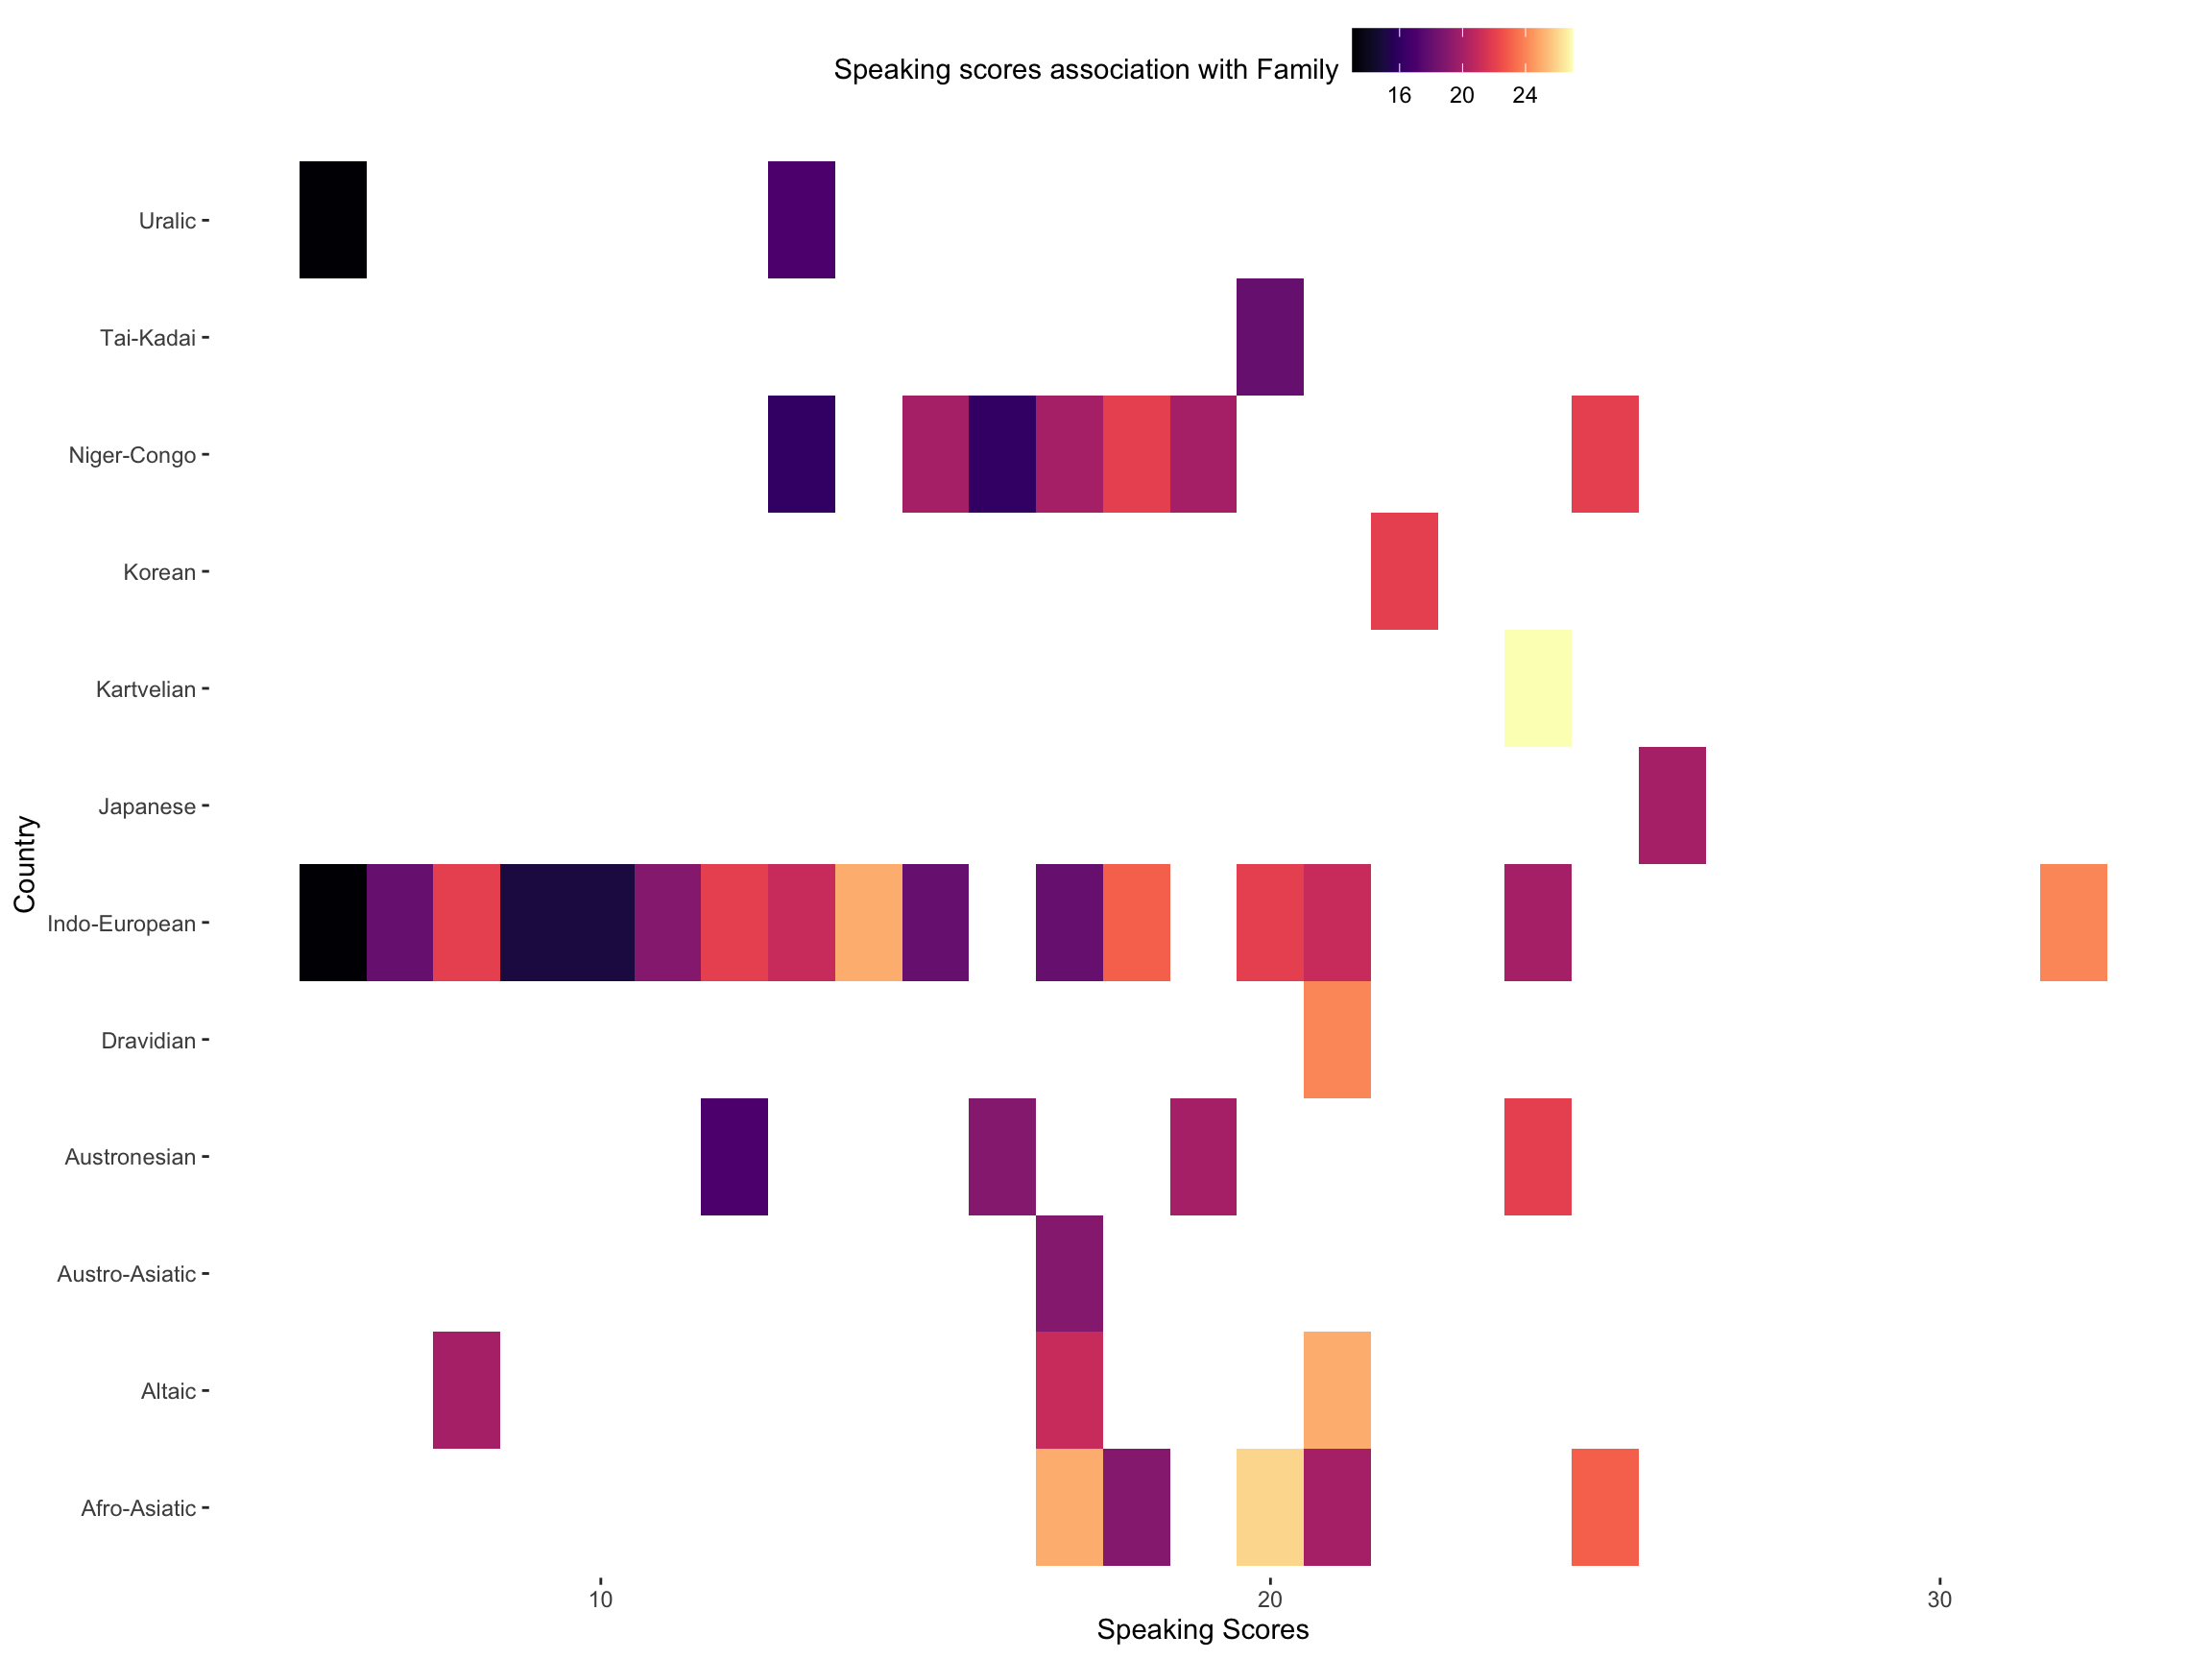 Speaking scores association with Family
16 20 24
Uralic
Tai-Kadai
Niger-Congo
Korean
Kartvelian
Japanese
Indo-European
Dravidian
Austronesian
Austro-Asiatic
Altaic
Afro-Asiatic
Country
10 20 30
Speaking Scores